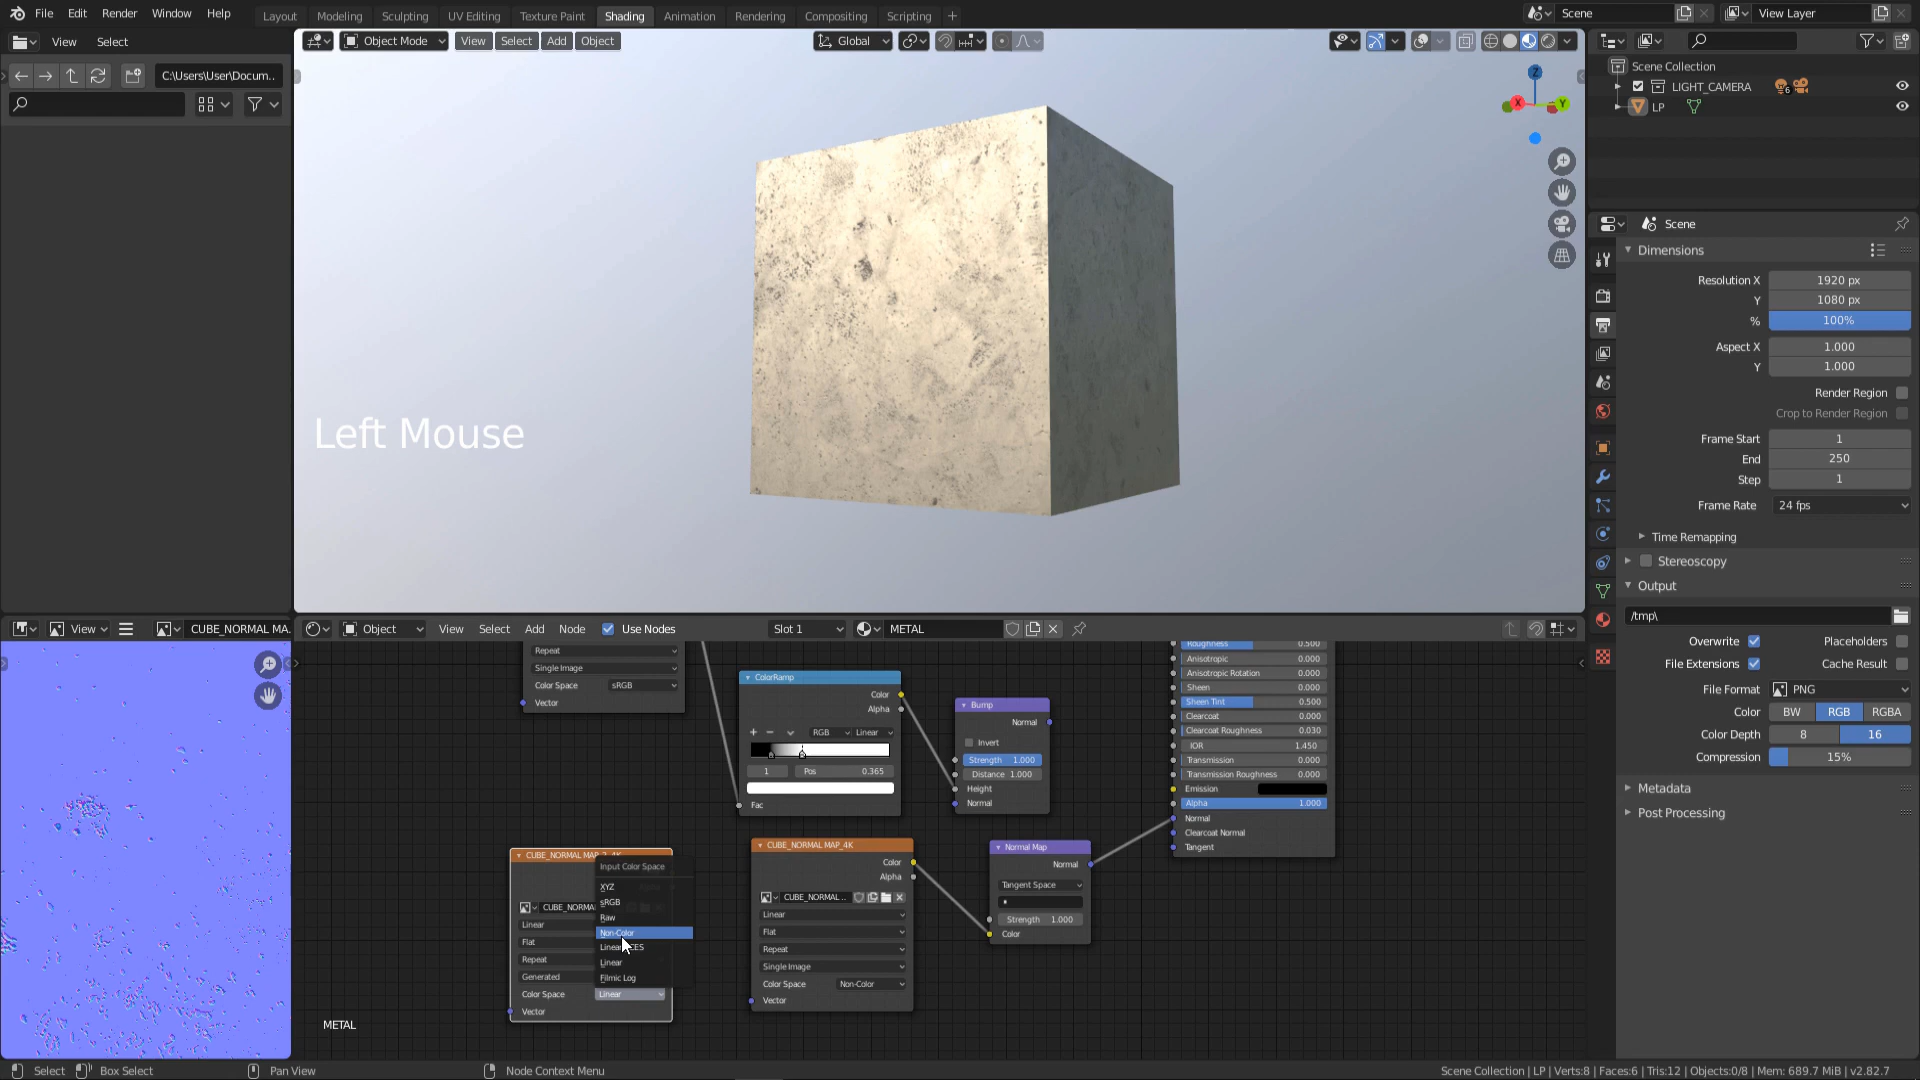 File Edit Render Window Help
Layout Modeling Sculpting UV Editing Texture Paint Shading Animation Rendering Compositing Scripting +
Scene
View Layer
View Select
C:\Users\User\Docum..
Object Mode
View Select Add Object
Global
Left Mouse
Z
X
Y
Scene Collection
LIGHT_CAMERA
6
LP
Scene
Dimensions
Resolution X 1920 px
Y 1080 px
% 100%
Aspect X 1.000
Y 1.000
Render Region
Crop to Render Region
Frame Start 1
End 250
Step 1
Frame Rate 24 fps
Time Remapping
Stereoscopy
Output
/tmp\
Overwrite Placeholders
File Extensions Cache Result
File Format PNG
Color BW RGB RGBA
Color Depth 8 16
Compression 15%
Metadata
Post Processing
View
CUBE_NORMAL MA.
Object
View Select Add Node Use Nodes
Slot 1
METAL
Repeat
Single Image
Color Space sRGB
Vector
ColorRamp
Color
Alpha
RGB Linear
1 Pos 0.365
Fac
Bump
Normal
Invert
Strength 1.000
Distance 1.000
Height
Normal
Roughness 0.500
Anisotropic 0.000
Anisotropic Rotation 0.000
Sheen 0.000
Sheen Tint 0.500
Clearcoat 0.000
Clearcoat Roughness 0.030
IOR 1.450
Transmission 0.000
Transmission Roughness 0.000
Emission
Alpha 1.000
Normal
Clearcoat Normal
Tangent
Input Color Space
XYZ
sRGB
Raw
Non-Color
Linear
Filmic Log
CUBE_NORMA
Linear
Flat
Repeat
Generated
Color Space Linear
Vector
CUBE_NORMAL MAP_4K
Color
Alpha
CUBE_NORMAL ..
Linear
Flat
Repeat
Single Image
Color Space Non-Color
Vector
Normal Map
Normal
Tangent Space
Strength 1.000
Color
METAL
Select Box Select Pan View Node Context Menu
Scene Collection | LP | Verts:8 | Faces:6 | Tris:12 | Objects:0/8 | Mem: 689.7 MiB | v2.82.7